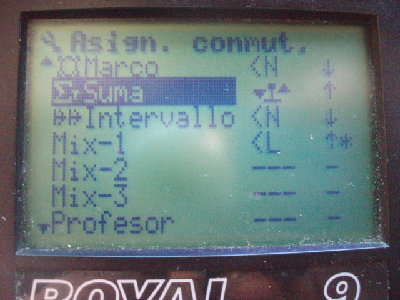 Asign. conmut.
Marco <N ↓
Suma I ↑
Intervallo <N ↓
Mix-1 <L ↑*
Mix-2 --- -
Mix-3 --- -
Profesor --- -
ROYAL 9